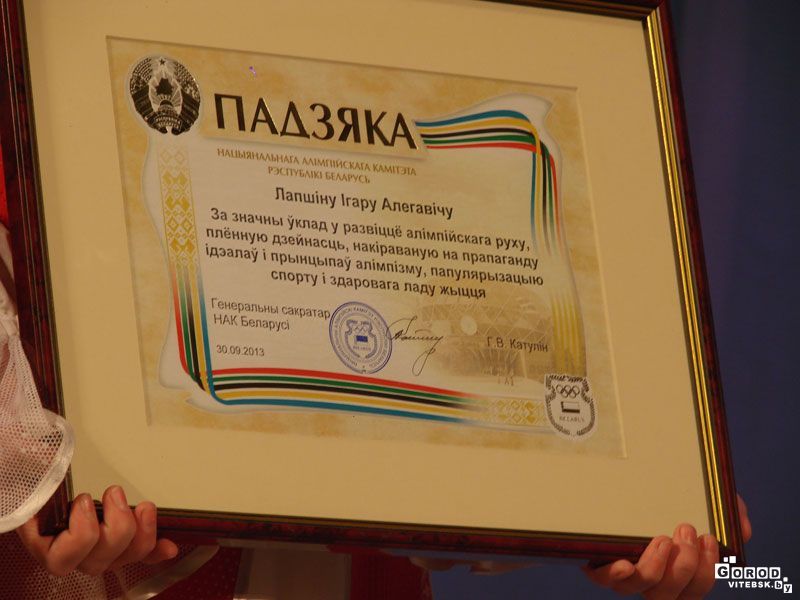 ПАДЗЯКА
НАЦЫЯНАЛЬНАГА АЛІМПІЙСКАГА КАМІТЭТА
РЭСПУБЛІКІ БЕЛАРУСЬ
Лапшіну Ігару Алегавічу
За значны ўклад у развіццё алімпійскага руху,
плённую дзейнасць, накіраваную на прапаганду
ідэалаў і прынцыпаў алімпізму, папулярызацыю
спорту і здаровага ладу жыцця
Генеральны сакратар
НАК Беларусі
Г.В. Катулін
30.09.2013
BELARUS
GOROD
VITEBSK.by